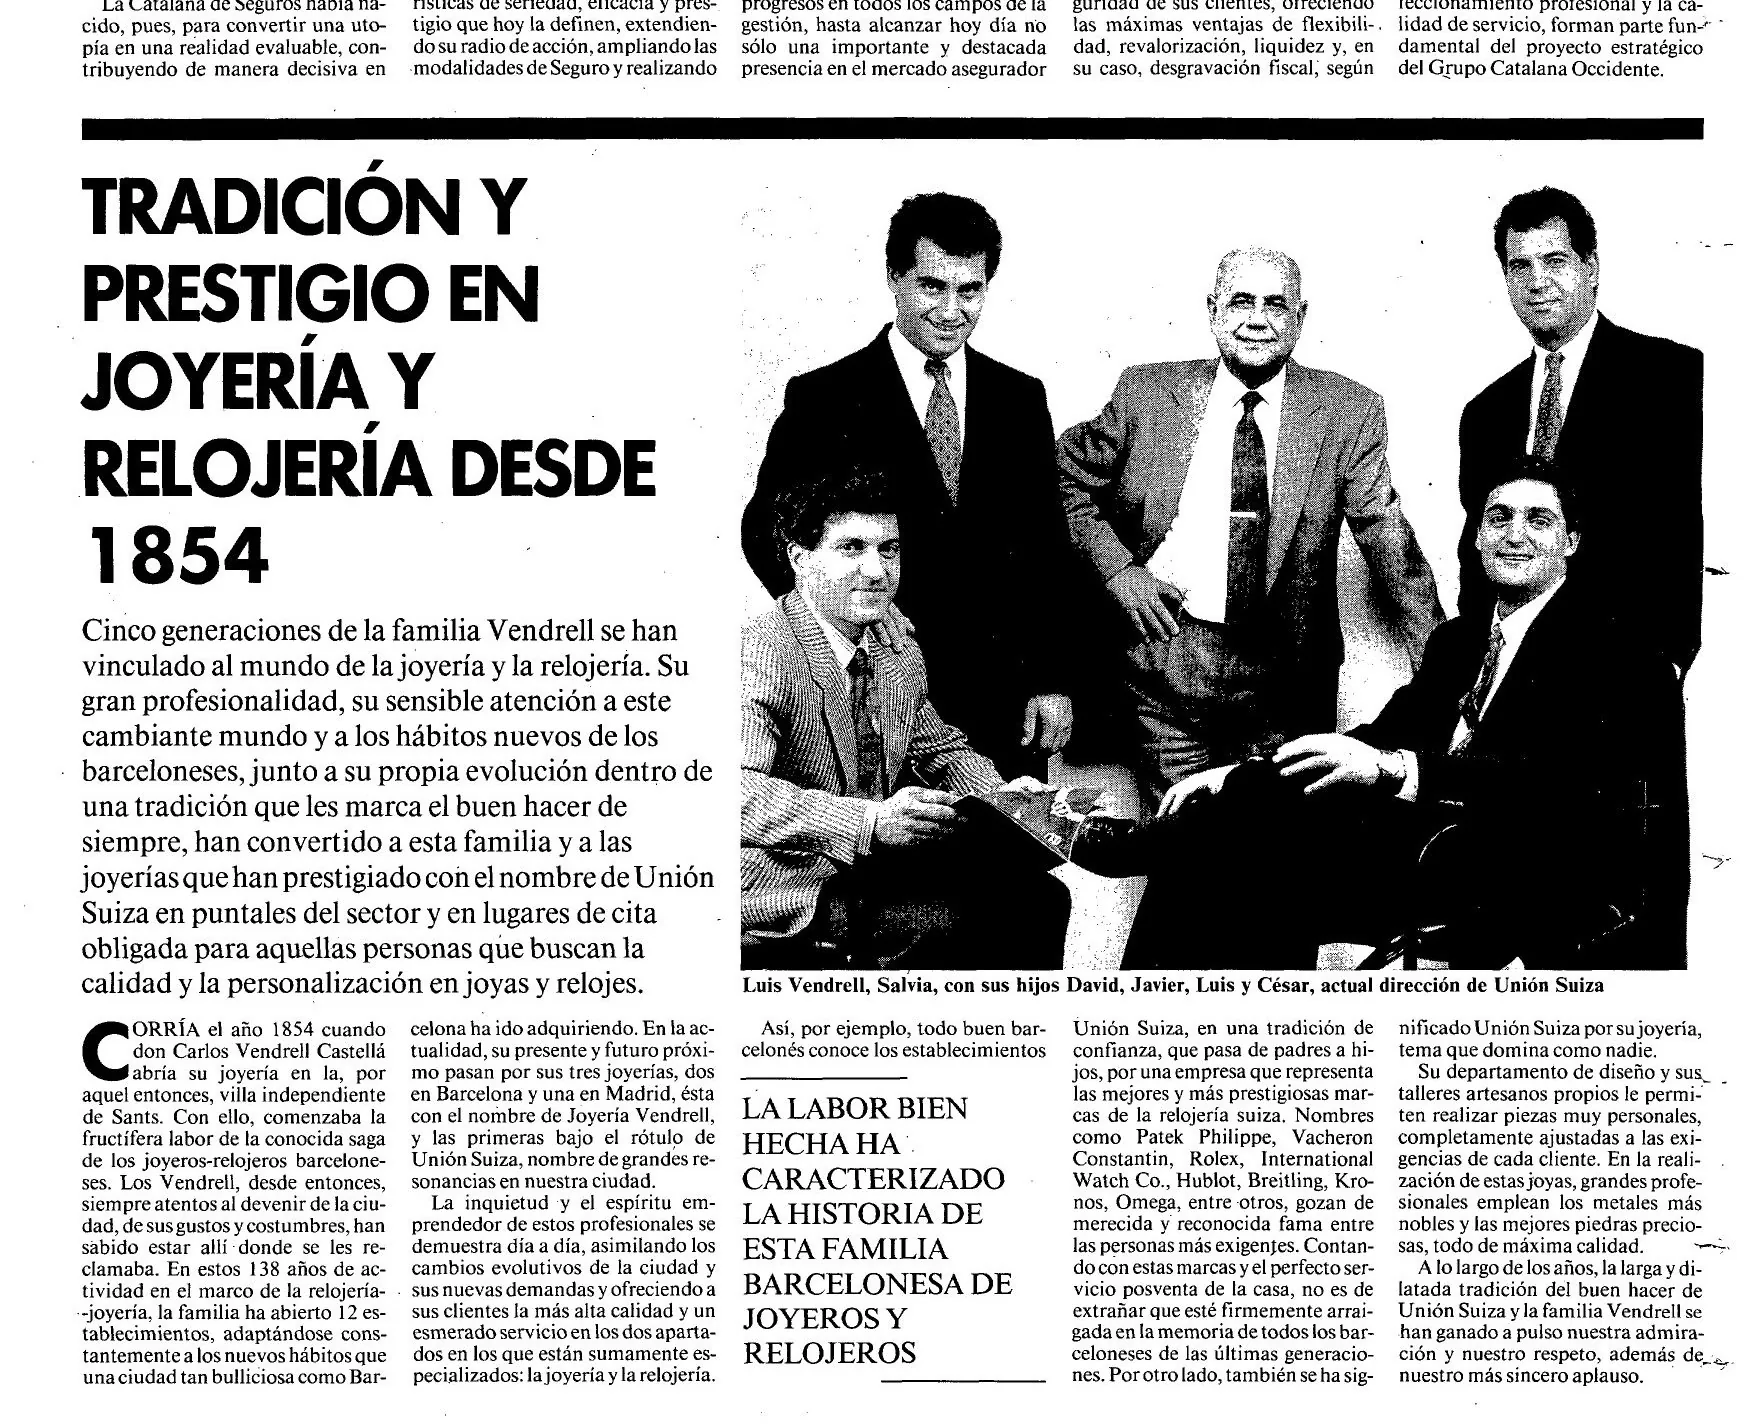 La Catalana de Seguros había na-
cido, pues, para convertir una uto-
pía en una realidad evaluable, con-
tribuyendo de manera decisiva en
rísticas de seriedad, eficacia y pres-
tigio que hoy la definen, extendien-
do su radio de acción, ampliando las
modalidades de Seguro y realizando
progresos en todos los campos de la
gestión, hasta alcanzar hoy día no
sólo una importante y destacada
presencia en el mercado asegurador
guridad de sus clientes, ofreciendo
las máximas ventajas de flexibili-
dad, revalorización, liquidez y, en
su caso, desgravación fiscal, según
feccionamiento profesional y la ca-
lidad de servicio, forman parte fun-
damental del proyecto estratégico
del Grupo Catalana Occidente.
TRADICIÓN Y
PRESTIGIO EN
JOYERÍA Y
RELOJERÍA DESDE
1854
Cinco generaciones de la familia Vendrell se han
vinculado al mundo de la joyería y la relojería. Su
gran profesionalidad, su sensible atención a este
cambiante mundo y a los hábitos nuevos de los
barceloneses, junto a su propia evolución dentro de
una tradición que les marca el buen hacer de
siempre, han convertido a esta familia y a las
joyerías que han prestigiado con el nombre de Unión
Suiza en puntales del sector y en lugares de cita
obligada para aquellas personas que buscan la
calidad y la personalización en joyas y relojes.
Luis Vendrell, Salvia, con sus hijos David, Javier, Luis y César, actual dirección de Unión Suiza
CORRÍA el año 1854 cuando
don Carlos Vendrell Castellá
abría su joyería en la, por
aquel entonces, villa independiente
de Sants. Con ello, comenzaba la
fructífera labor de la conocida saga
de los joyeros-relojeros barcelone-
ses. Los Vendrell, desde entonces,
siempre atentos al devenir de la ciu-
dad, de sus gustos y costumbres, han
sabido estar allí donde se les re-
clamaba. En estos 138 años de ac-
tividad en el marco de la relojería-
-joyería, la familia ha abierto 12 es-
tablecimientos, adaptándose cons-
tantemente a los nuevos hábitos que
una ciudad tan bulliciosa como Bar-
celona ha ido adquiriendo. En la ac-
tualidad, su presente y futuro próxi-
mo pasan por sus tres joyerías, dos
en Barcelona y una en Madrid, ésta
con el nombre de Joyería Vendrell,
y las primeras bajo el rótulo de
Unión Suiza, nombre de grandes re-
sonancias en nuestra ciudad.
La inquietud y el espíritu em-
prendedor de estos profesionales se
demuestra día a día, asimilando los
cambios evolutivos de la ciudad y
sus nuevas demandas y ofreciendo a
sus clientes la más alta calidad y un
esmerado servicio en los dos aparta-
dos en los que están sumamente es-
pecializados: la joyería y la relojería.
Así, por ejemplo, todo buen bar-
celonés conoce los establecimientos
LA LABOR BIEN
HECHA HA
CARACTERIZADO
LA HISTORIA DE
ESTA FAMILIA
BARCELONESA DE
JOYEROS Y
RELOJEROS
Unión Suiza, en una tradición de
confianza, que pasa de padres a hi-
jos, por una empresa que representa
las mejores y más prestigiosas mar-
cas de la relojería suiza. Nombres
como Patek Philippe, Vacheron
Constantin, Rolex, International
Watch Co., Hublot, Breitling, Kro-
nos, Omega, entre otros, gozan de
merecida y reconocida fama entre
las personas más exigentes. Contan-
do con estas marcas y el perfecto ser-
vicio posventa de la casa, no es de
extrañar que esté firmemente arrai-
gada en la memoria de todos los bar-
celoneses de las últimas generacio-
nes. Por otro lado, también se ha sig-
nificado Unión Suiza por su joyería,
tema que domina como nadie.
Su departamento de diseño y sus
talleres artesanos propios le permi-
ten realizar piezas muy personales,
completamente ajustadas a las exi-
gencias de cada cliente. En la reali-
zación de estas joyas, grandes profe-
sionales emplean los metales más
nobles y las mejores piedras precio-
sas, todo de máxima calidad.
A lo largo de los años, la larga y di-
latada tradición del buen hacer de
Unión Suiza y la familia Vendrell se
han ganado a pulso nuestra admira-
ción y nuestro respeto, además de
nuestro más sincero aplauso.